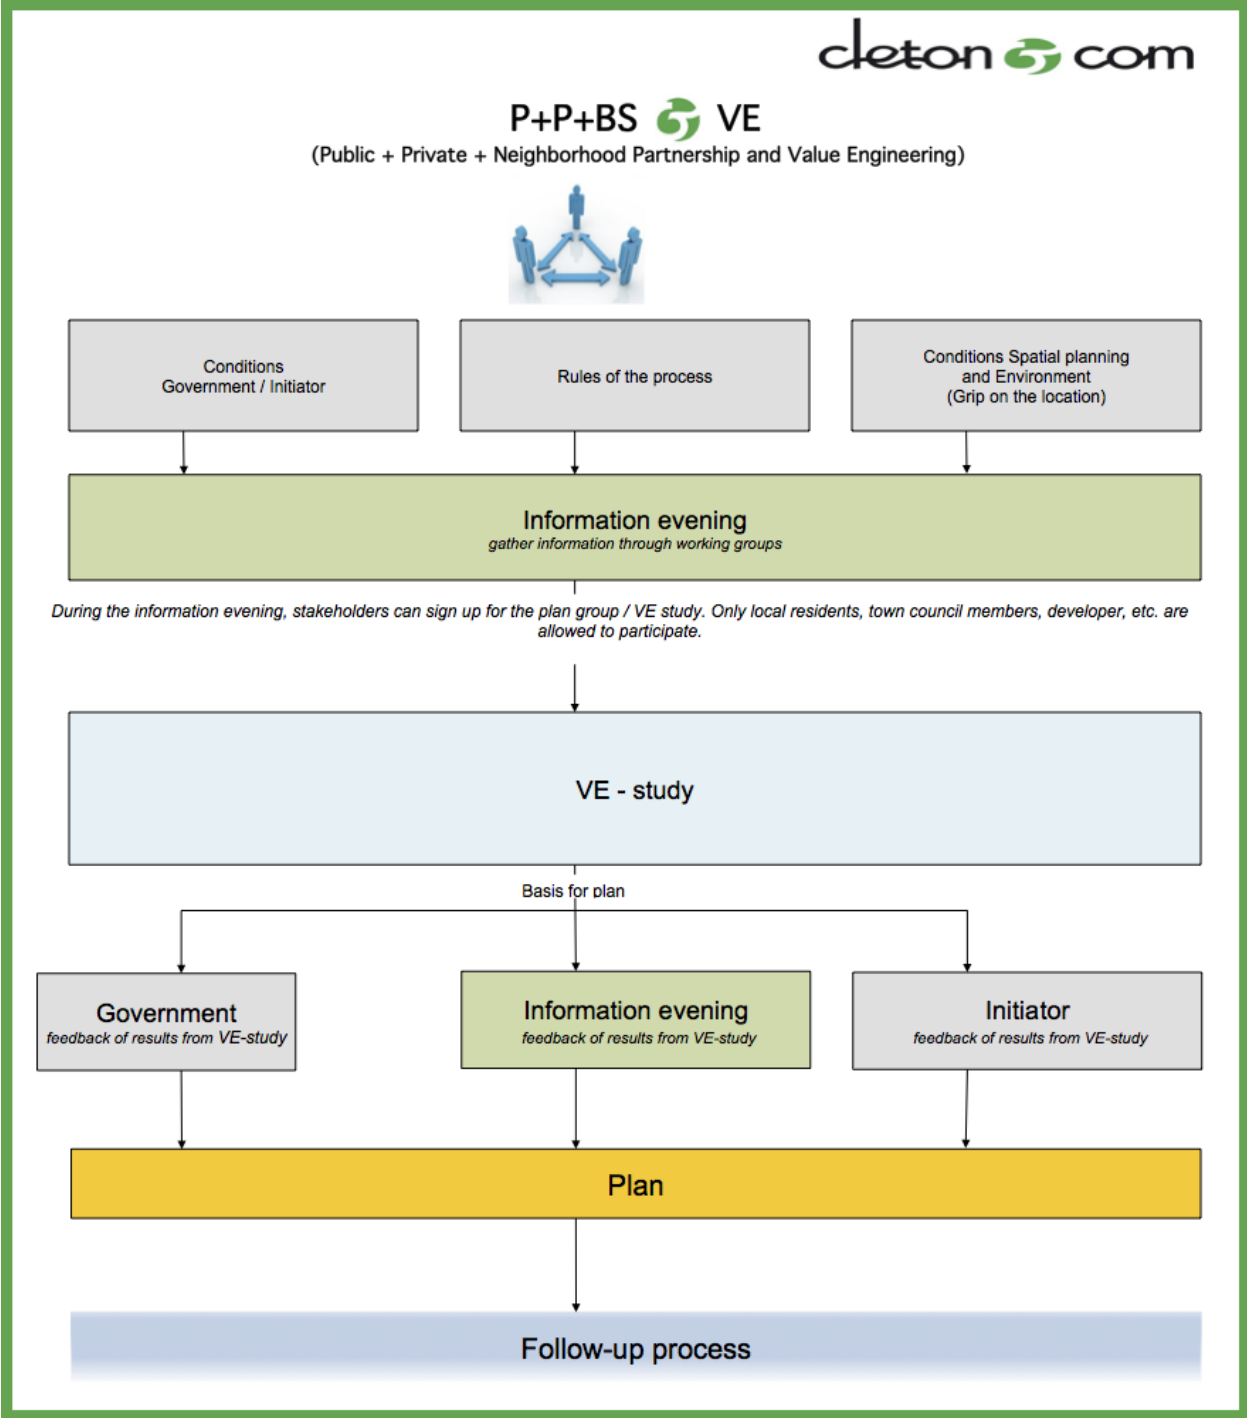 cleton com
P+P+BS VE
(Public + Private + Neighborhood Partnership and Value Engineering)
Conditions
Government / Initiator
Rules of the process
Conditions Spatial planning
and Environment
(Grip on the location)
Information evening
gather information through working groups
During the information evening, stakeholders can sign up for the plan group / VE study. Only local residents, town council members, developer, etc. are
allowed to participate.
VE - study
Basis for plan
Government
feedback of results from VE-study
Information evening
feedback of results from VE-study
Initiator
feedback of results from VE-study
Plan
Follow-up process